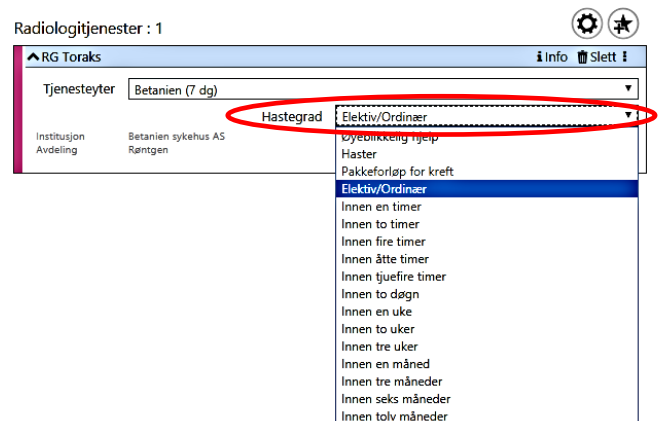 Radiologitjenester : 1
RG Toraks Info Slett
Tjenesteyter Betanien (7 dg)
Hastegrad Elektiv/Ordinær
Institusjon Betanien sykehus AS
Avdeling Røntgen
Øyeblikkelig hjelp
Haster
Pakkeforløp for kreft
Elektiv/Ordinær
Innen en timer
Innen to timer
Innen fire timer
Innen åtte timer
Innen tjuefire timer
Innen to døgn
Innen en uke
Innen to uker
Innen tre uker
Innen en måned
Innen tre måneder
Innen seks måneder
Innen tolv måneder